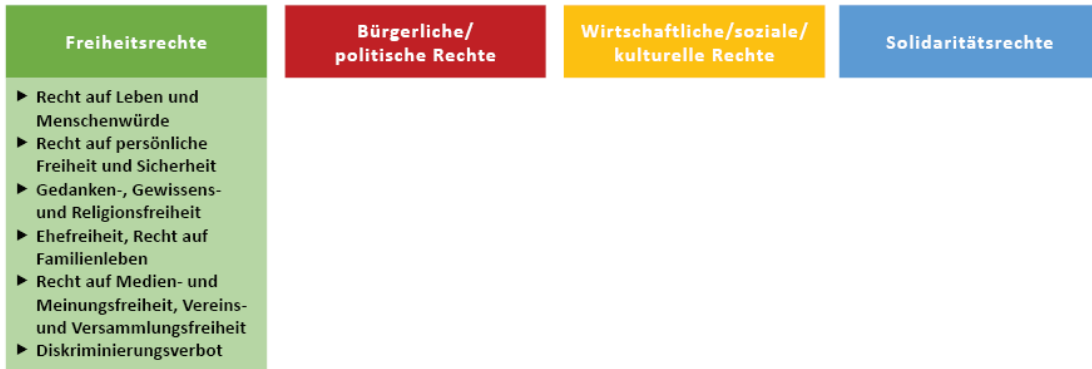 Freiheitsrechte
Bürgerliche/
politische Rechte
Wirtschaftliche/soziale/
kulturelle Rechte
Solidaritätsrechte
► Recht auf Leben und
Menschenwürde
► Recht auf persönliche
Freiheit und Sicherheit
► Gedanken-, Gewissens-
und Religionsfreiheit
► Ehefreiheit, Recht auf
Familienleben
► Recht auf Medien- und
Meinungsfreiheit, Vereins-
und Versammlungsfreiheit
► Diskriminierungsverbot